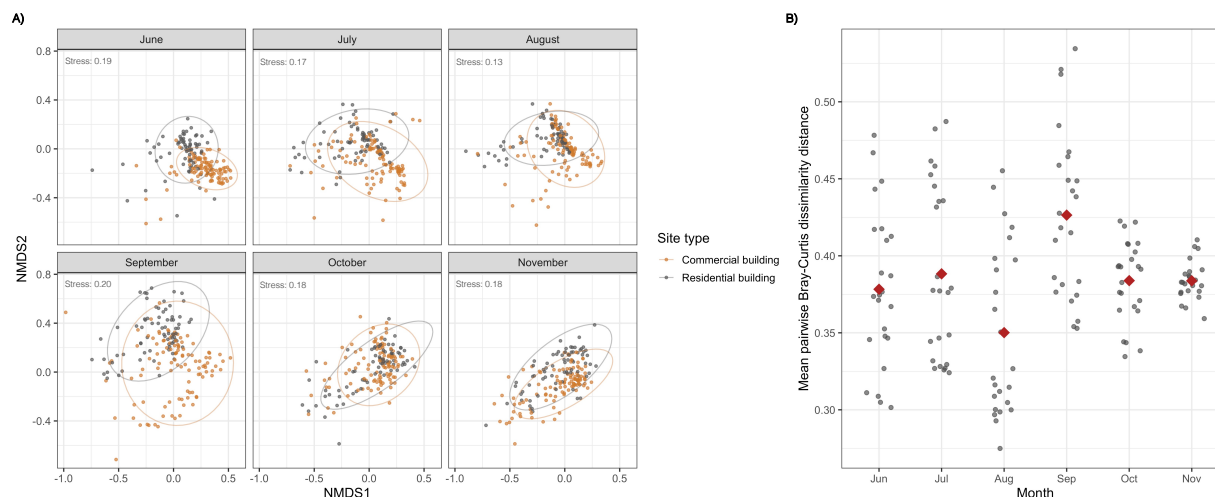 A)
B)
June
July
August
Stress: 0.19
Stress: 0.17
Stress: 0.13
0.8
0.4
0.0
-0.4
September
October
November
Stress: 0.20
Stress: 0.18
Stress: 0.18
0.8
0.4
0.0
-0.4
-1.0 -0.5 0.0 0.5
-1.0 -0.5 0.0 0.5
-1.0 -0.5 0.0 0.5
NMDS1
NMDS2
Site type
Commercial building
Residential building
Mean pairwise Bray-Curtis dissimilarity distance
0.50
0.45
0.40
0.35
0.30
Jun Jul Aug Sep Oct Nov
Month